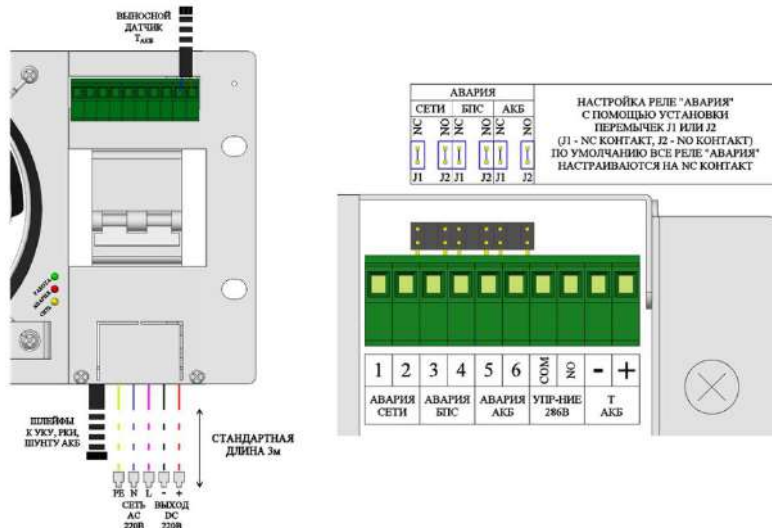 ВЫНОСНОЙ
ДАТЧИК
TАКБ
РАБОТА
АВАРИЯ
СЕТЬ
ШЛЕЙФЫ
К УКУ, РКИ,
ШУНТУ АКБ
СТАНДАРТНАЯ
ДЛИНА 3м
PE N L - +
СЕТЬ ВЫХОД
AC DC
220В 220В
АВАРИЯ
СЕТИ БПС АКБ
NC NO NC NO NC NO
J1 J2 J1 J2 J1 J2
НАСТРОЙКА РЕЛЕ "АВАРИЯ"
С ПОМОЩЬЮ УСТАНОВКИ
ПЕРЕМЫЧЕК J1 ИЛИ J2
(J1 - NC КОНТАКТ, J2 - NO КОНТАКТ)
ПО УМОЛЧАНИЮ ВСЕ РЕЛЕ "АВАРИЯ"
НАСТРАИВАЮТСЯ НА NC КОНТАКТ
1 2 3 4 5 6 COM NO - +
АВАРИЯ АВАРИЯ АВАРИЯ УПР-НИЕ Т
СЕТИ БПС АКБ 286В АКБ